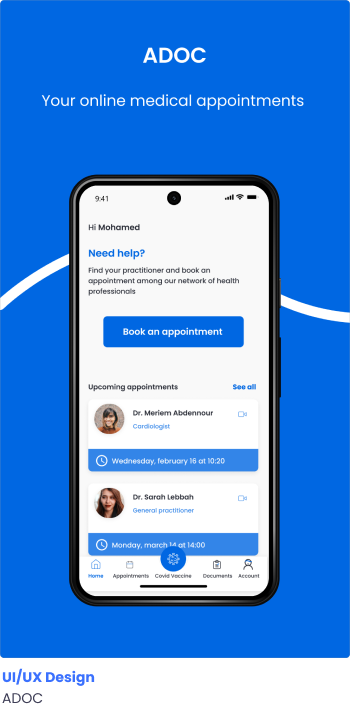 ADOC
Your online medical appointments
9:41
Hi Mohamed
Need help?
Find your practitioner and book an
appointment among our network of health
professionals
Book an appointment
Upcoming appointments See all
Dr. Meriem Abdennour
Cardiologist
Wednesday, february 16 at 10:20
Dr. Sarah Lebbah
General practitioner
Monday, march 14 at 14:00
Home Appointments Covid Vaccine Documents Account
UI/UX Design
ADOC